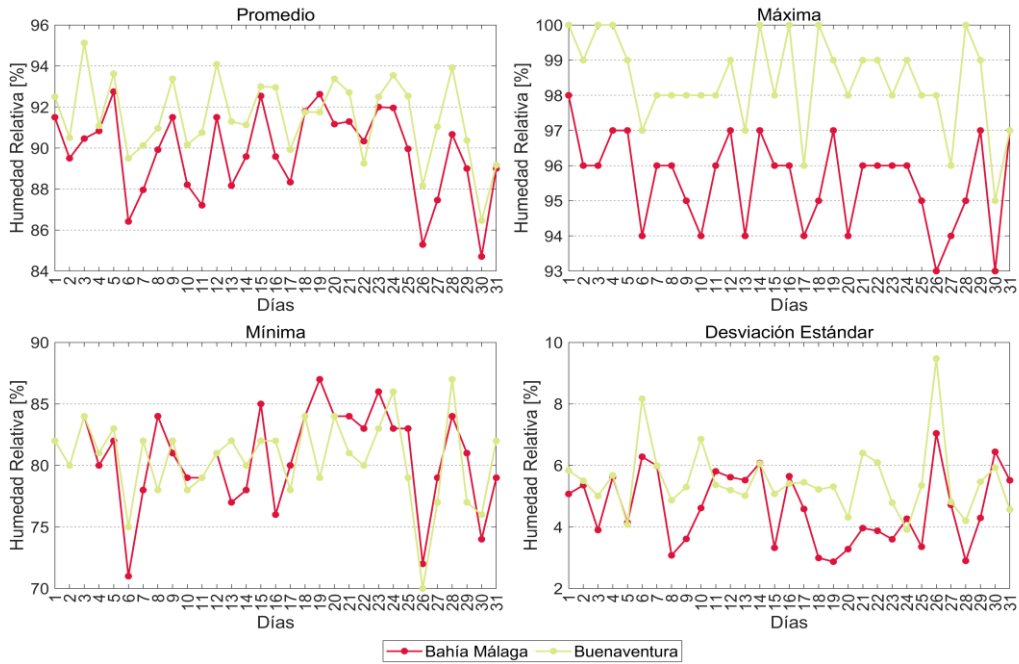 Promedio
Humedad Relativa [%]
96
94
92
90
88
86
84
1 2 3 4 5 6 7 8 9 10 11 12 13 14 15 16 17 18 19 20 21 22 23 24 25 26 27 28 29 30 31
Días
Máxima
Humedad Relativa [%]
100
99
98
97
96
95
94
93
1 2 3 4 5 6 7 8 9 10 11 12 13 14 15 16 17 18 19 20 21 22 23 24 25 26 27 28 29 30 31
Días
Mínima
Humedad Relativa [%]
90
85
80
75
70
1 2 3 4 5 6 7 8 9 10 11 12 13 14 15 16 17 18 19 20 21 22 23 24 25 26 27 28 29 30 31
Días
Desviación Estándar
Humedad Relativa [%]
10
8
6
4
2
1 2 3 4 5 6 7 8 9 10 11 12 13 14 15 16 17 18 19 20 21 22 23 24 25 26 27 28 29 30 31
Días
Bahía Málaga Buenaventura